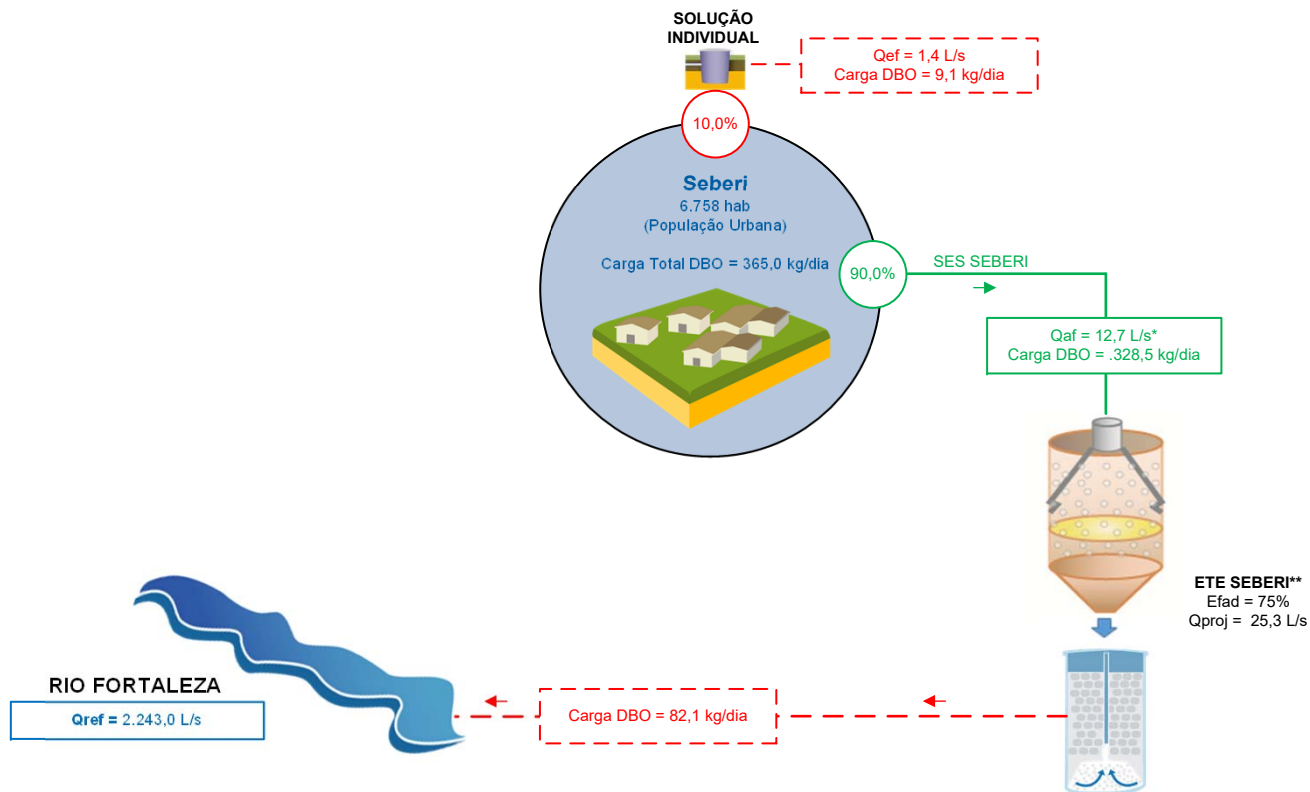 SOLUÇÃO
INDIVIDUAL
Qef = 1,4 L/s
Carga DBO = 9,1 kg/dia
10,0%
Seberi
6.758 hab
(População Urbana)
Carga Total DBO = 365,0 kg/dia
90,0%
SES SEBERI
Qaf = 12,7 L/s*
Carga DBO = .328,5 kg/dia
ETE SEBERI**
Efad = 75%
Qproj = 25,3 L/s
RIO FORTALEZA
Qref = 2.243,0 L/s
Carga DBO = 82,1 kg/dia